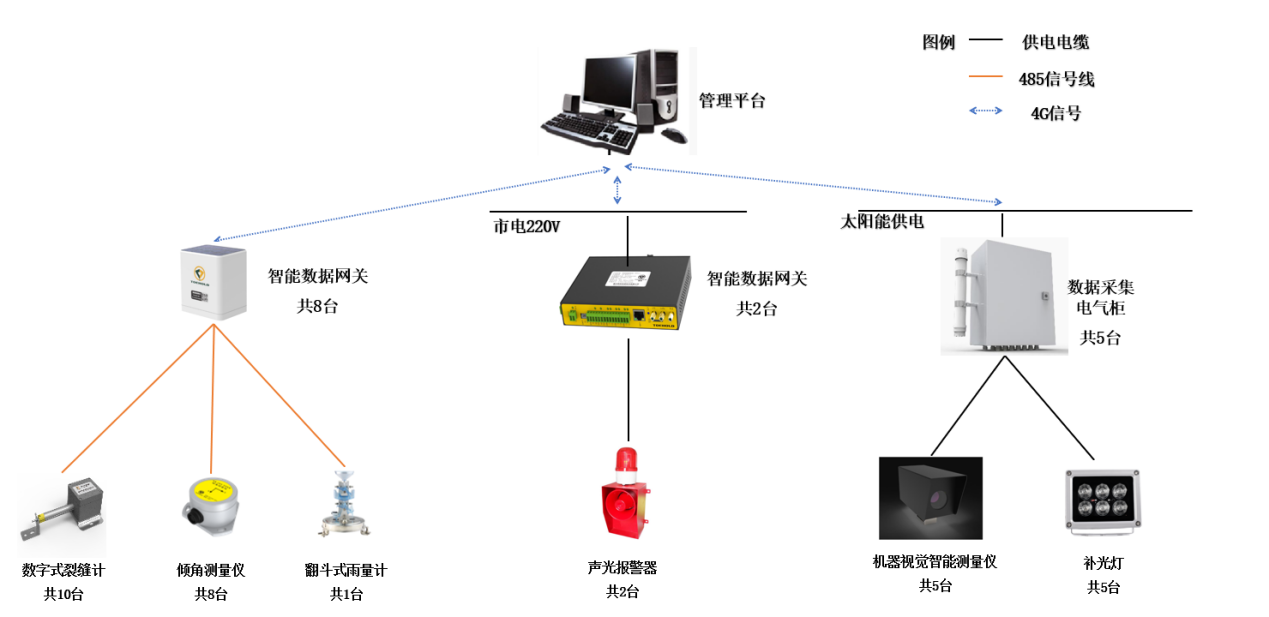 图例
供电电缆
485信号线
4G信号
管理平台
市电220V
太阳能供电
智能数据网关
共8台
智能数据网关
共2台
数据采集
电气柜
共5台
数字式裂缝计
共10台
倾角测量仪
共8台
翻斗式雨量计
共1台
声光报警器
共2台
机器视觉智能测量仪
共5台
补光灯
共5台